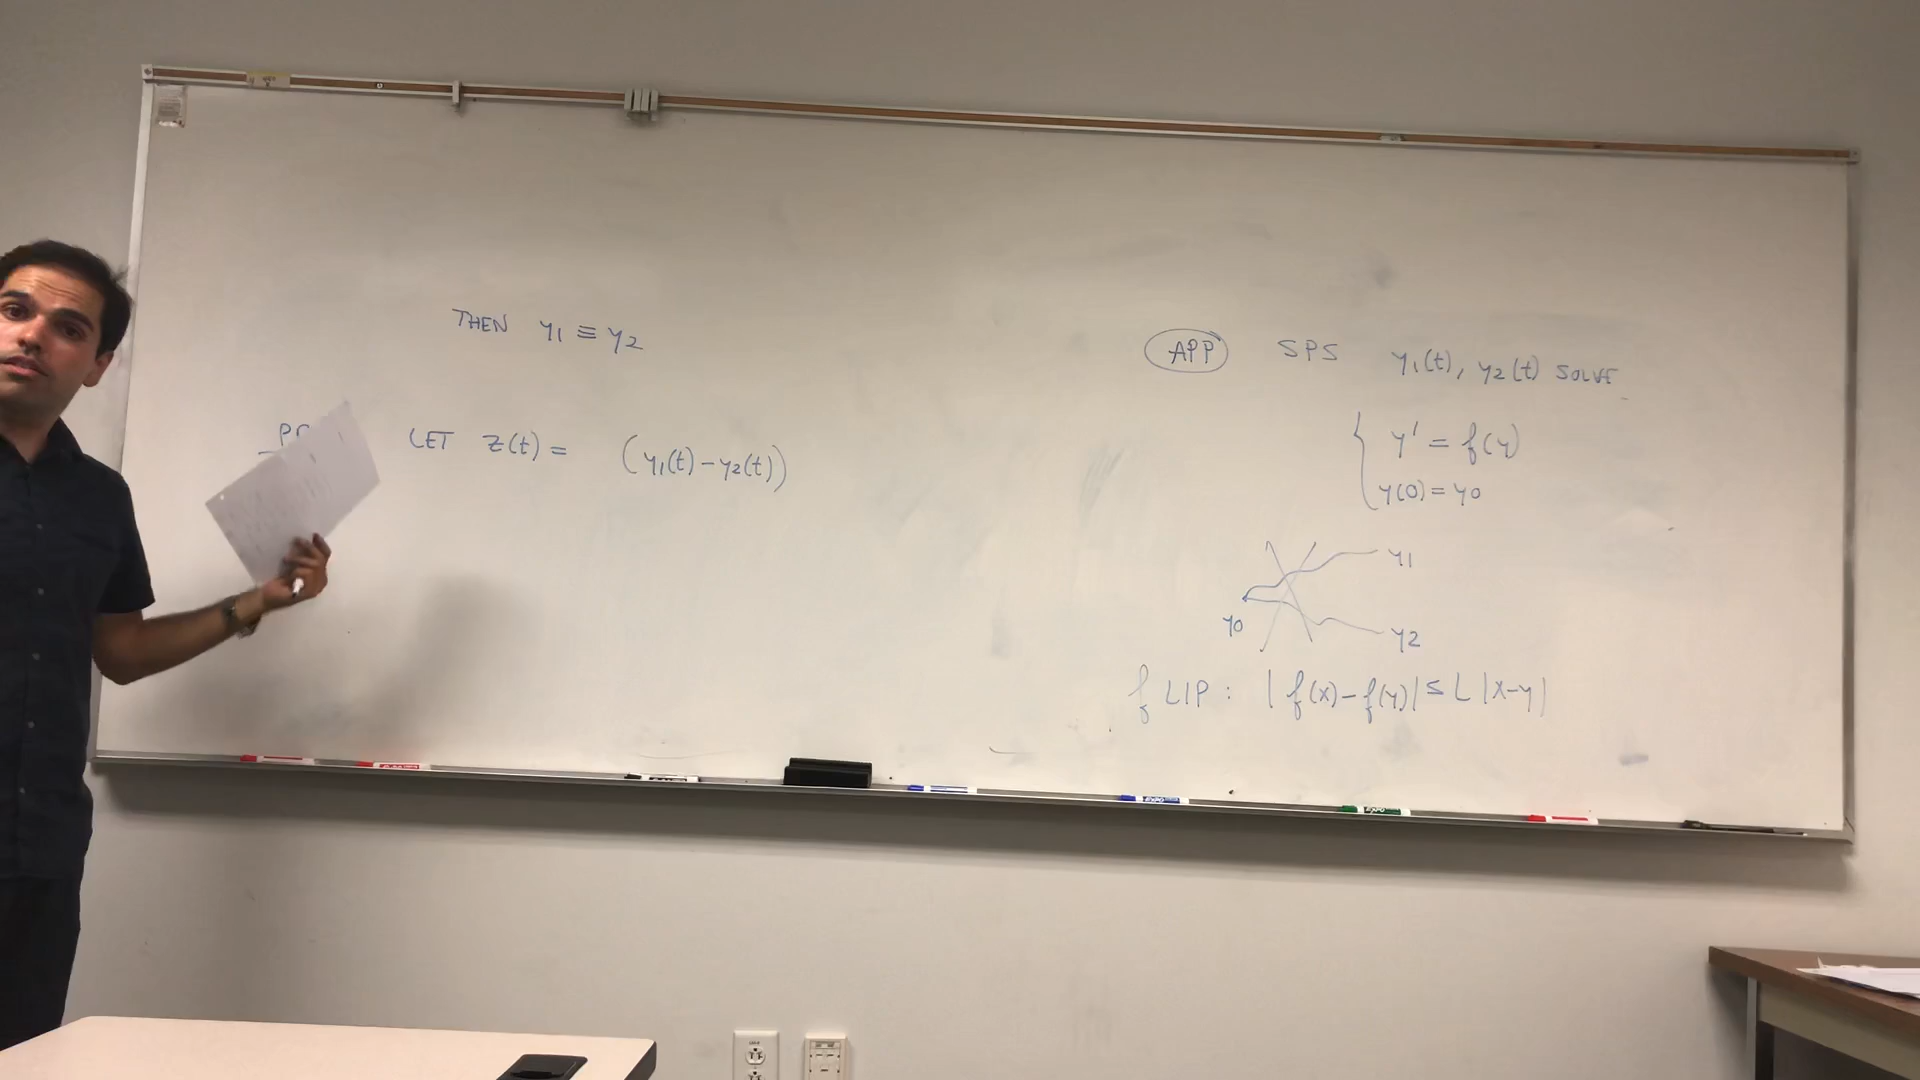 THEN y1 ≡ y2
LET z(t) = (y1(t) – y2(t))
APP SPS y1(t), y2(t) SOLVE
y' = f(y)
y(0) = y0
y1
y0
y2
f LIP: | f(x) – f(y)| ≤ L |x–y|